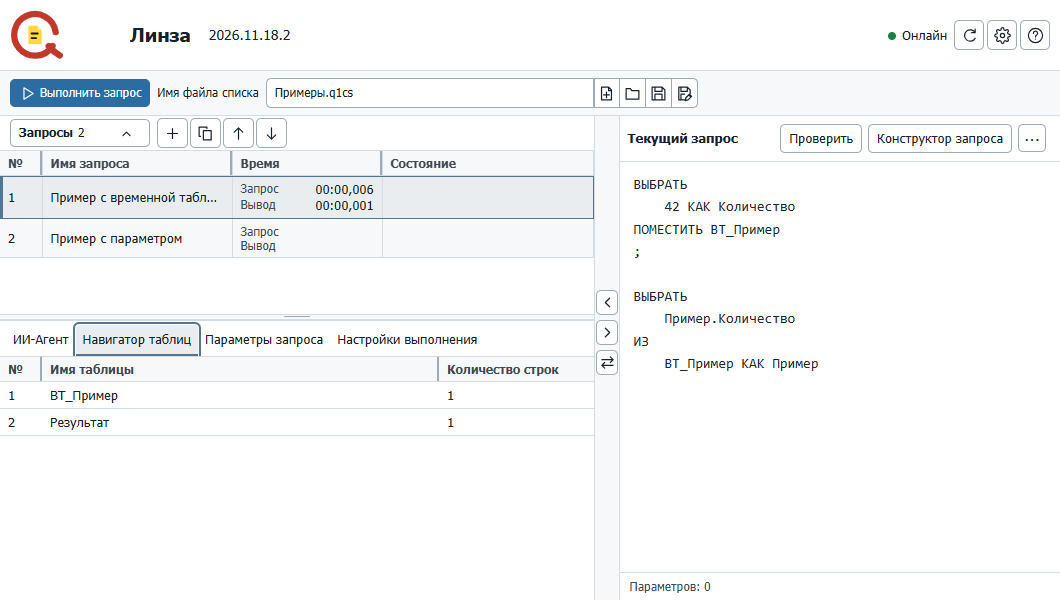 Линза 2026.11.18.2 Онлайн
Выполнить запрос Имя файла списка Примеры.q1cs
Запросы 2
№ Имя запроса Время Состояние
1 Пример с временной табл... Запрос 00:00,006
Вывод 00:00,001
2 Пример с параметром Запрос
Вывод
ИИ-Агент Навигатор таблиц Параметры запроса Настройки выполнения
№ Имя таблицы Количество строк
1 ВТ_Пример 1
2 Результат 1
Текущий запрос Проверить Конструктор запроса ...
ВЫБРАТЬ
42 КАК Количество
ПОМЕСТИТЬ ВТ_Пример
;
ВЫБРАТЬ
Пример.Количество
ИЗ
ВТ_Пример КАК Пример
Параметров: 0